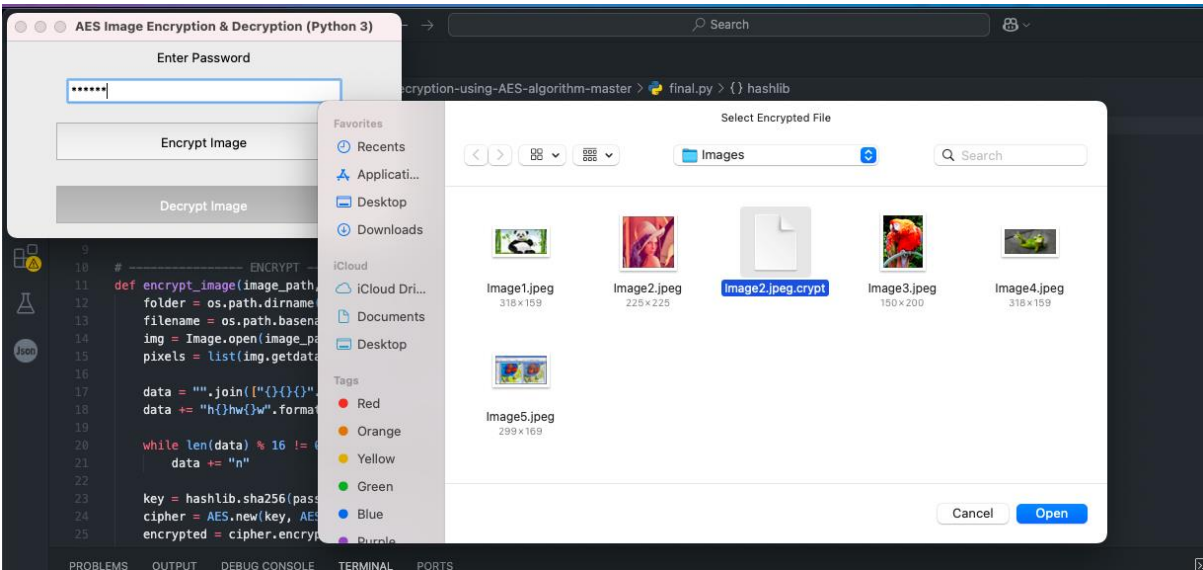 AES Image Encryption & Decryption (Python 3)
Enter Password
******
Encrypt Image
Decrypt Image
Search
ecryption-using-AES-algorithm-master > final.py > {} hashlib
Select Encrypted File
Favorites
Recents
Applicati...
Desktop
Downloads
iCloud
iCloud Dri...
Documents
Desktop
Tags
Red
Orange
Yellow
Green
Blue
Purple
Images
Search
Image1.jpeg
318×159
Image2.jpeg
225×225
Image2.jpeg.crypt
Image3.jpeg
150×200
Image4.jpeg
318×159
Image5.jpeg
299×169
Cancel
Open
9
10 # ---------------- ENCRYPT --
11 def encrypt_image(image_path,
12 folder = os.path.dirname(
13 filename = os.path.basena
14 img = Image.open(image_pa
15 pixels = list(img.getdata
16
17 data = "".join(["{}{}{}".
18 data += "h{}hw{}w".format
19
20 while len(data) % 16 != 0
21 data += "n"
22
23 key = hashlib.sha256(pass
24 cipher = AES.new(key, AES
25 encrypted = cipher.encryp
Json
PROBLEMS OUTPUT DEBUG CONSOLE TERMINAL PORTS